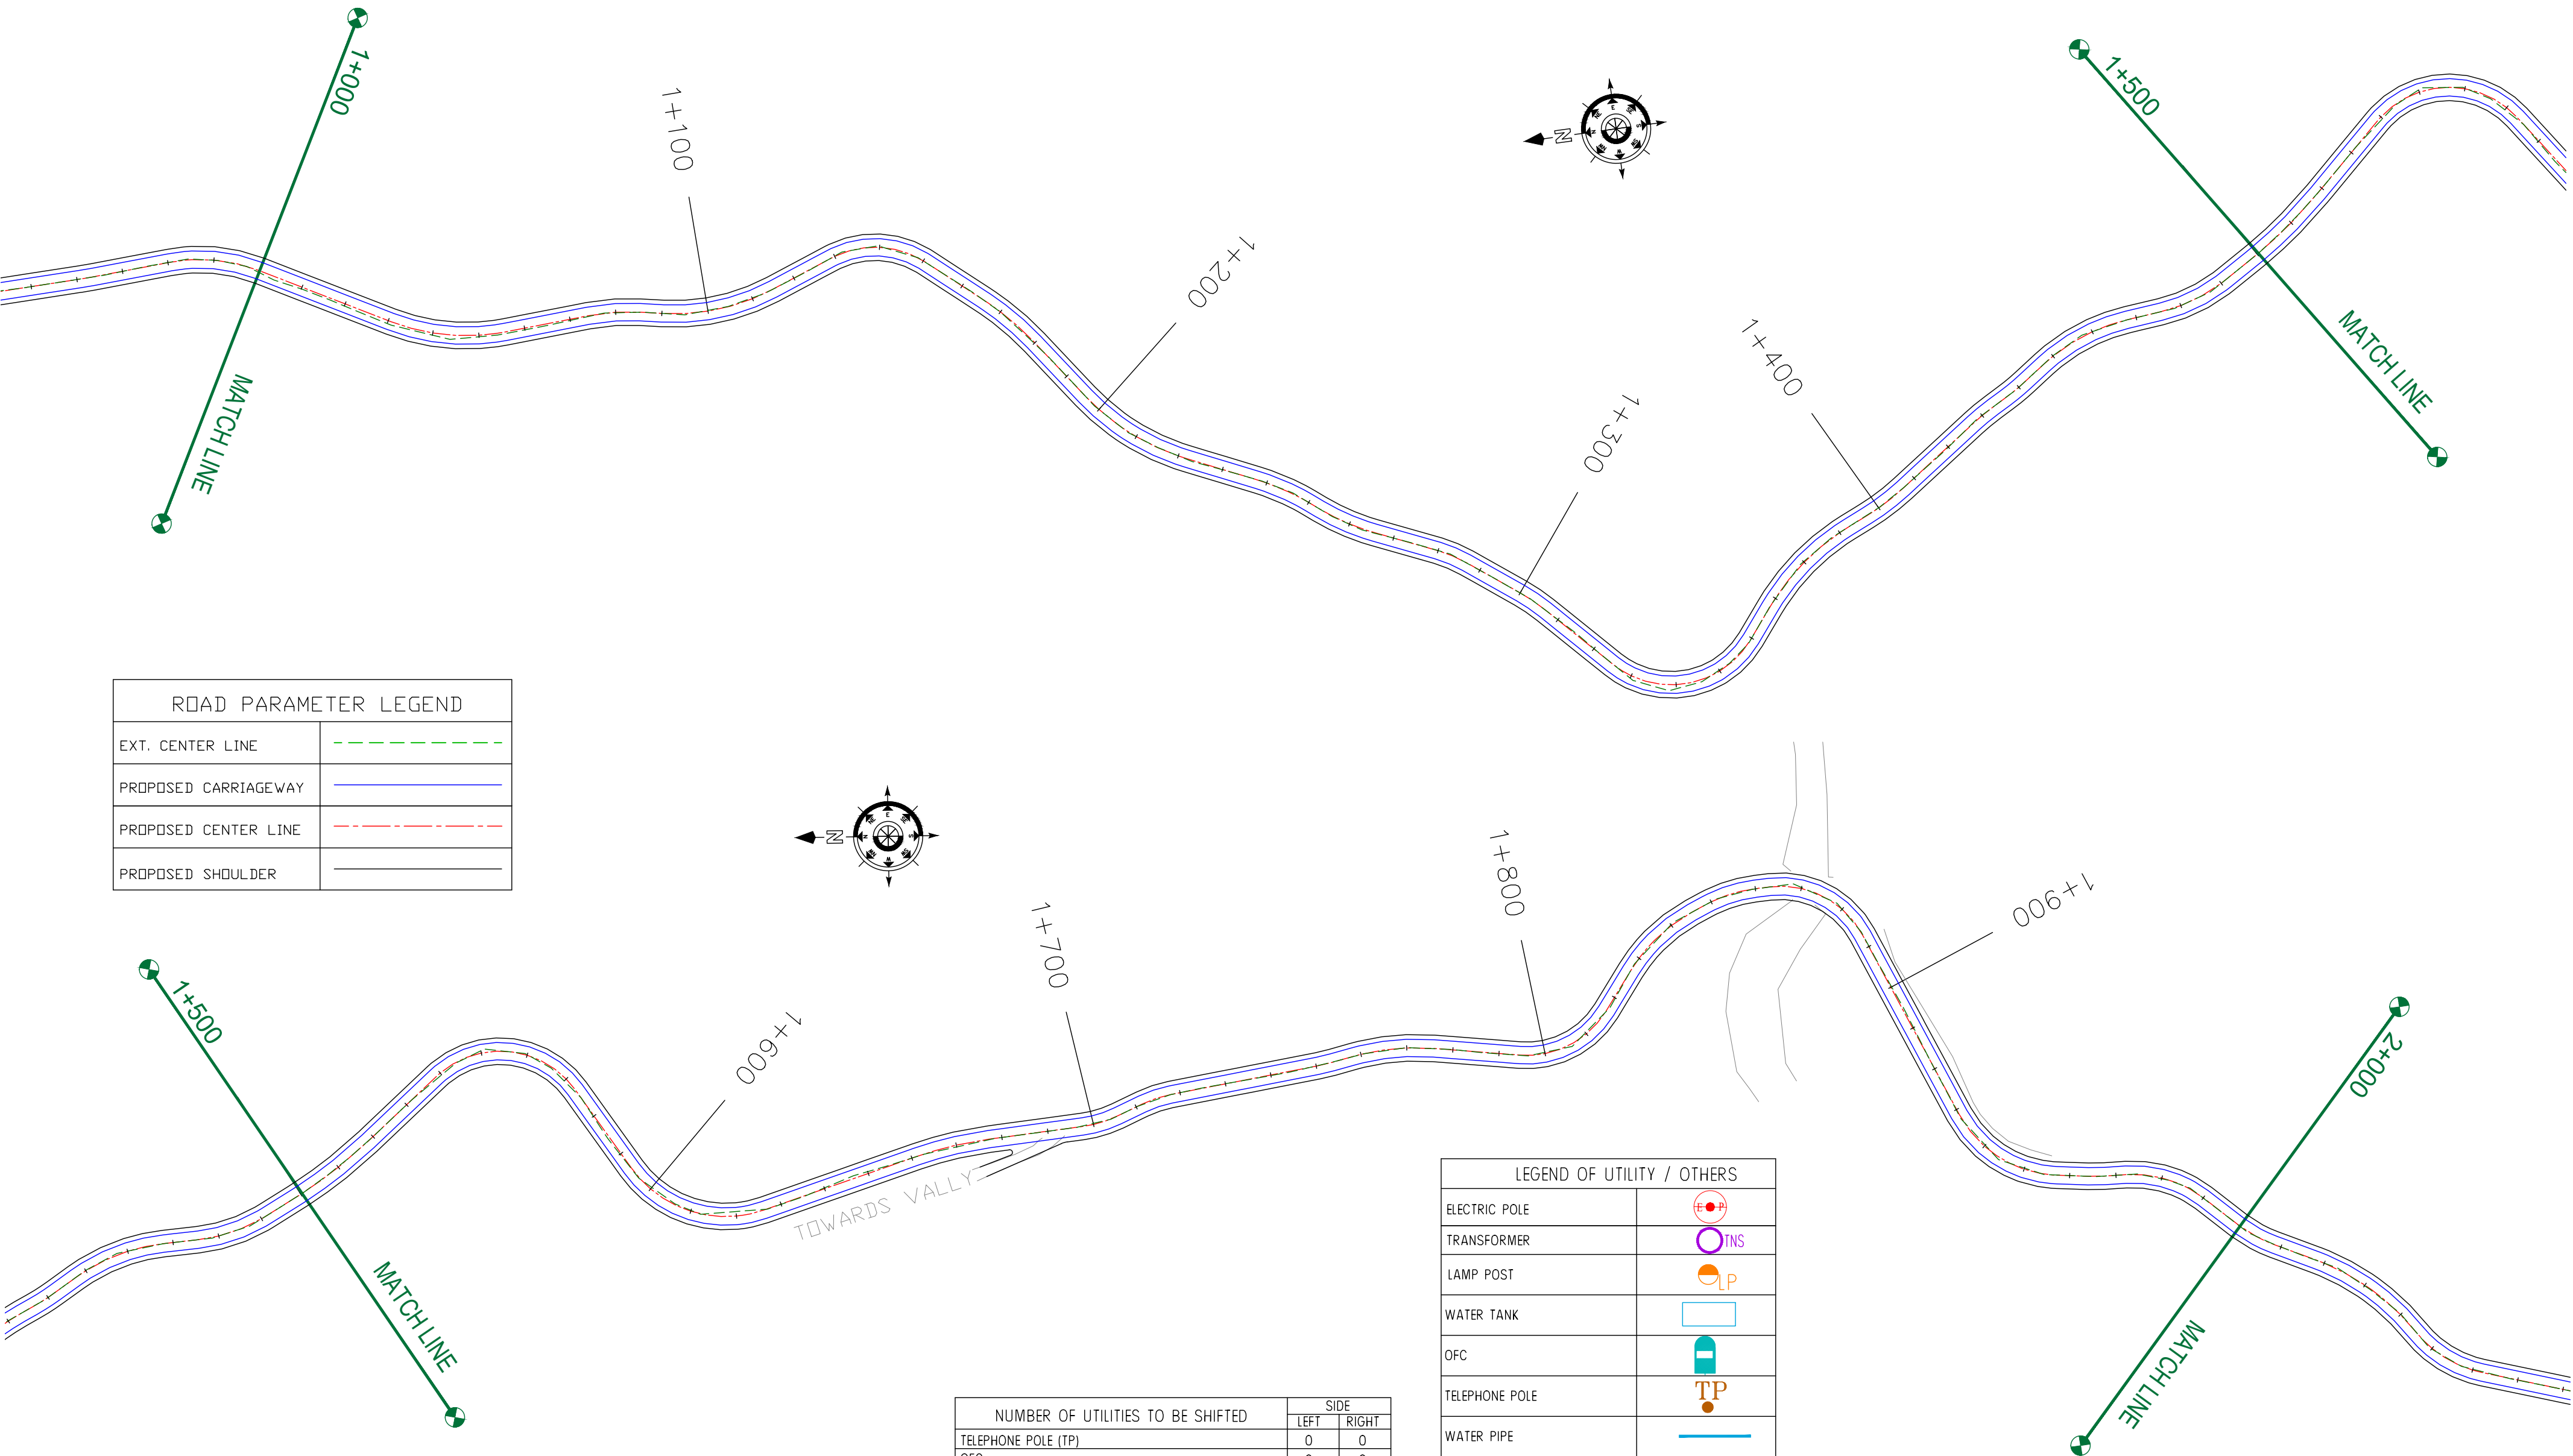 1+000
MATCH LINE
1+100
1+200
1+300
1+400
N
1+500
MATCH LINE
ROAD PARAMETER LEGEND
EXT. CENTER LINE
PROPOSED CARRIAGEWAY
PROPOSED CENTER LINE
PROPOSED SHOULDER
N
1+500
MATCH LINE
1+600
1+700
TOWARDS VALLY
1+800
1+900
2+000
MATCH LINE
LEGEND OF UTILITY / OTHERS
ELECTRIC POLE E P
TRANSFORMER TNS
LAMP POST LP
WATER TANK
OFC
TELEPHONE POLE TP
WATER PIPE
NUMBER OF UTILITIES TO BE SHIFTED SIDE
LEFT RIGHT
TELEPHONE POLE (TP) 0 0